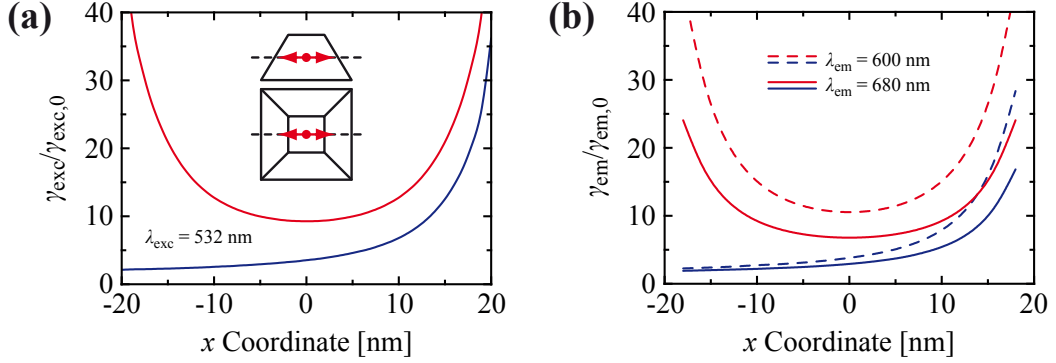 (a)
γexc/γexc,0
40
30
20
10
0
λexc = 532 nm
-20 -10 0 10 20
x Coordinate [nm]
(b)
γem/γem,0
40
30
20
10
0
λem = 600 nm
λem = 680 nm
-20 -10 0 10 20
x Coordinate [nm]